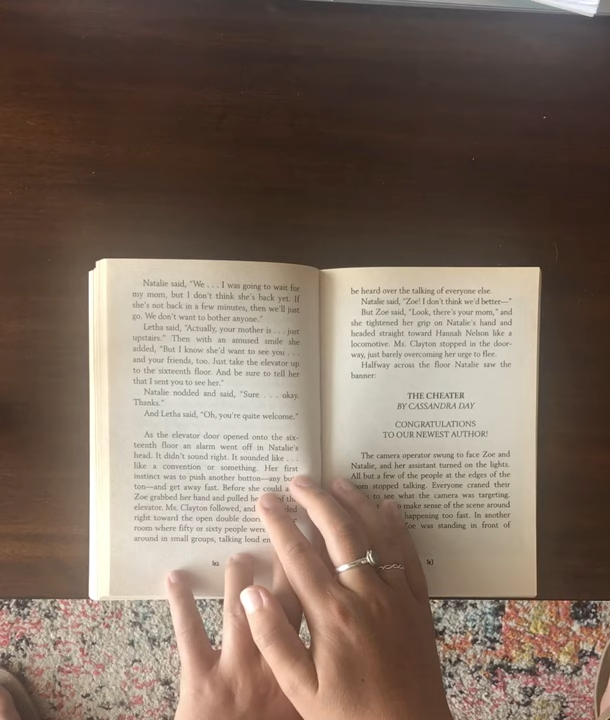 Natalie said, "We . . . I was going to wait for
my mom, but I don't think she's back yet. If
she's not back in a few minutes, then we'll just
go. We don't want to bother anyone."
Letha said, "Actually, your mother is . . . just
upstairs." Then with an amused smile she
added, "But I know she'd want to see you . . .
and your friends, too. Just take the elevator up
to the sixteenth floor. And be sure to tell her
that I sent you to see her."
Natalie nodded and said, "Sure . . . okay.
Thanks."
And Letha said, "Oh, you're quite welcome."
As the elevator door opened onto the six-
teenth floor an alarm went off in Natalie's
head. It didn't sound right. It sounded like . . .
like a convention or something. Her first
instinct was to push another button—any but-
ton—and get away fast. Before she could
Zoe grabbed her hand and pulled of the
elevator. Ms. Clayton followed, and
right toward the open double
room where fifty or sixty people were
around in small groups, talking loud
be heard over the talking of everyone else.
Natalie said, "Zoe! I don't think we'd better—"
But Zoe said, "Look, there's your mom," and
she tightened her grip on Natalie's hand and
headed straight toward Hannah Nelson like a
locomotive. Ms. Clayton stopped in the door-
way, just barely overcoming her urge to flee.
Halfway across the floor Natalie saw the
banner:
THE CHEATER
BY CASSANDRA DAY
CONGRATULATIONS
TO OUR NEWEST AUTHOR!
The camera operator swung to face Zoe and
Natalie, and her assistant turned on the lights.
All but a few of the people at the edges of the
stopped talking. Everyone craned their
to see what the camera was targeting.
to make sense of the scene around
happening too fast. In another
Zoe was standing in front of